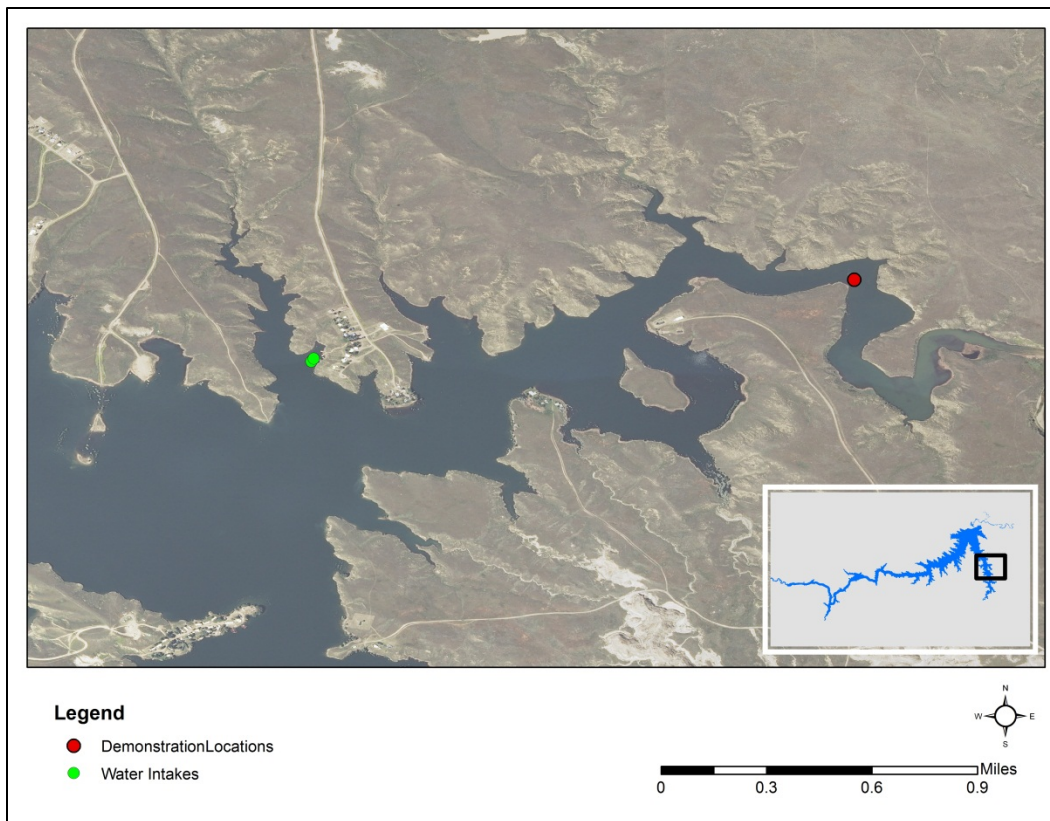 Legend
DemonstrationLocations
Water Intakes
N
W E
S
Miles
0 0.3 0.6 0.9